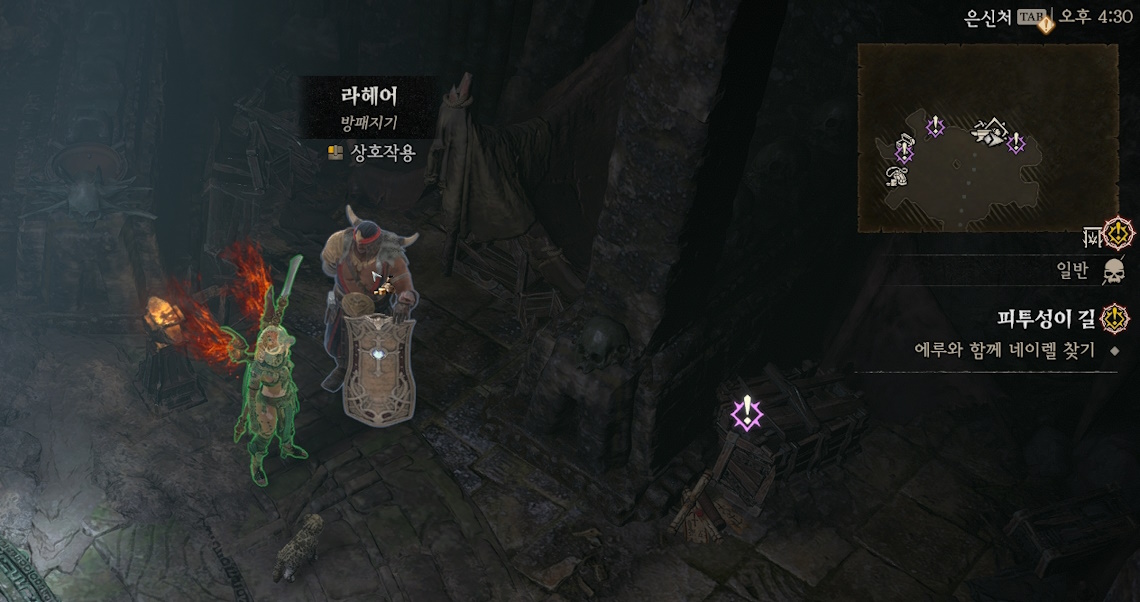 은신처 TAB 오후 4:30
라헤어
방패지기
상호작용
일반
피투성이 길
에루와 함께 네이렐 찾기